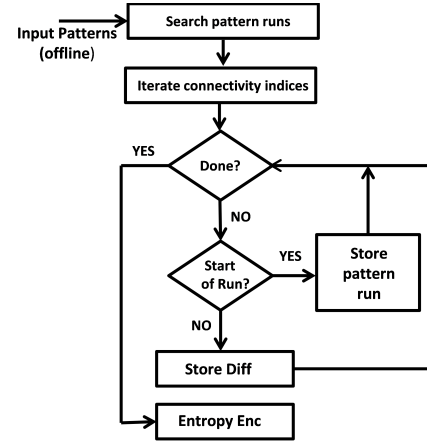 Search pattern runs
Input Patterns
(offline)
Iterate connectivity indices
YES
Done?
NO
Start
of Run?
YES
Store
pattern
run
NO
Store Diff
Entropy Enc